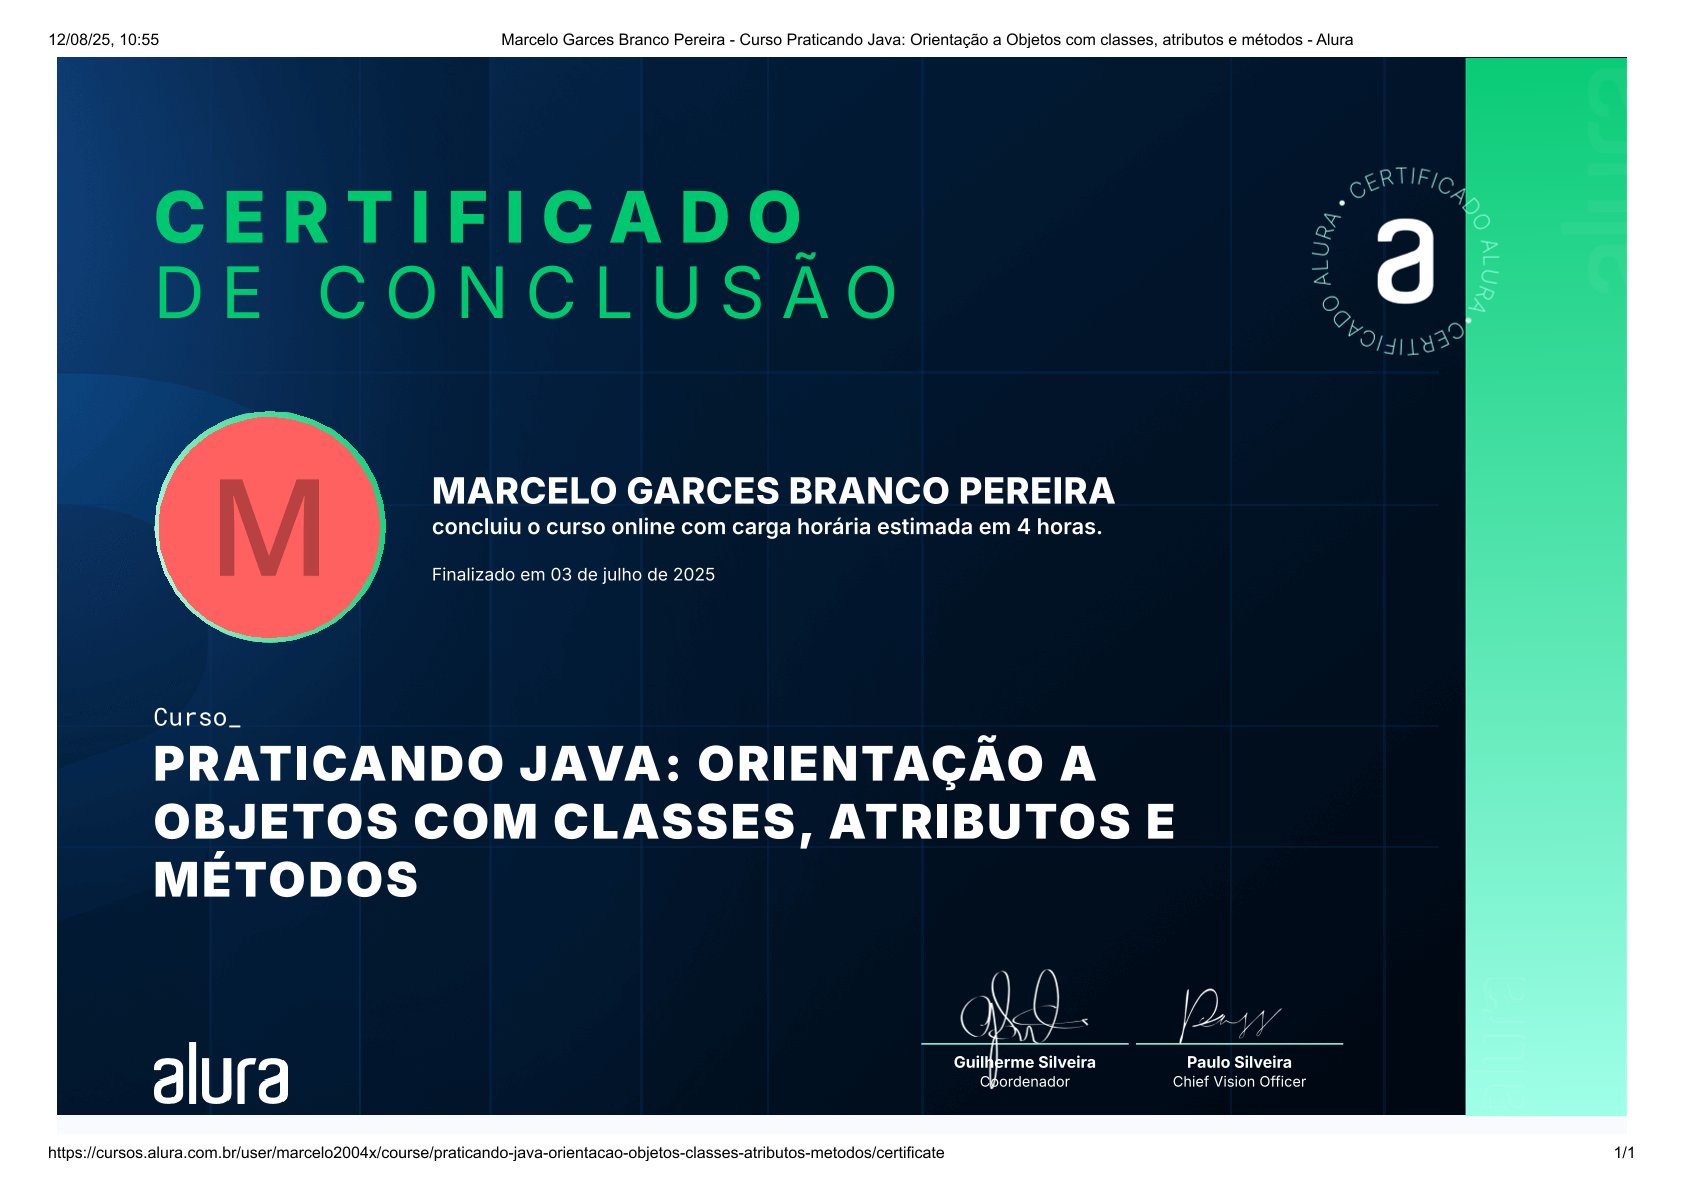 12/08/25, 10:55
Marcelo Garces Branco Pereira - Curso Praticando Java: Orientação a Objetos com classes, atributos e métodos - Alura
CERTIFICADO
DE CONCLUSÃO
CERTIFICADO ALURA • CERTIFICADO ALURA •
a
alura
M
MARCELO GARCES BRANCO PEREIRA
concluiu o curso online com carga horária estimada em 4 horas.
Finalizado em 03 de julho de 2025
Curso_
PRATICANDO JAVA: ORIENTAÇÃO A
OBJETOS COM CLASSES, ATRIBUTOS E
MÉTODOS
alura
Guilherme Silveira
Coordenador
Paulo Silveira
Chief Vision Officer
alura
https://cursos.alura.com.br/user/marcelo2004x/course/praticando-java-orientacao-objetos-classes-atributos-metodos/certificate
1/1